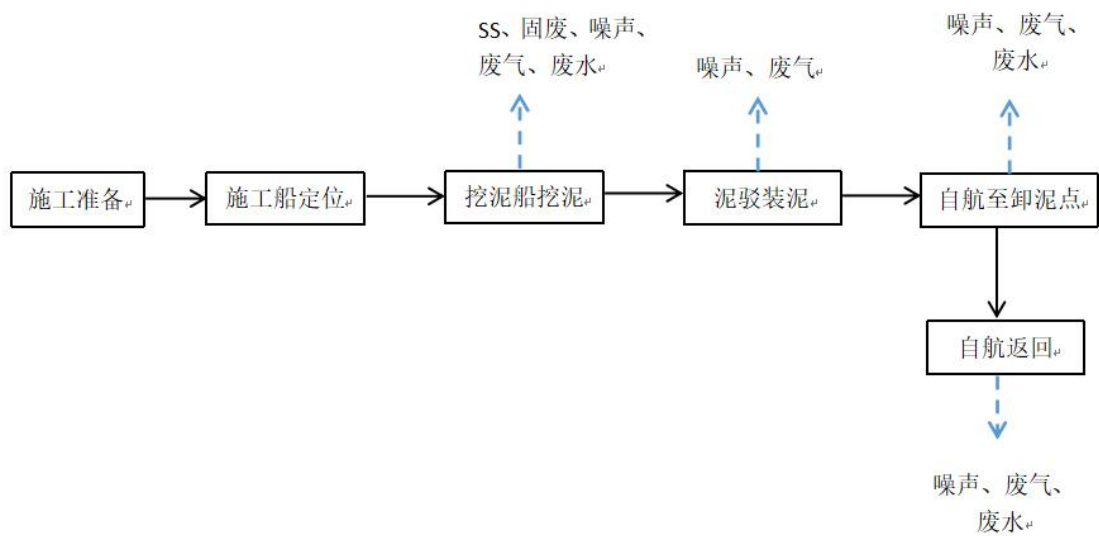 SS、固废、噪声、
废气、废水
噪声、废气
噪声、废气、
废水
施工准备
施工船定位
挖泥船挖泥
泥驳装泥
自航至卸泥点
自航返回
噪声、废气、
废水